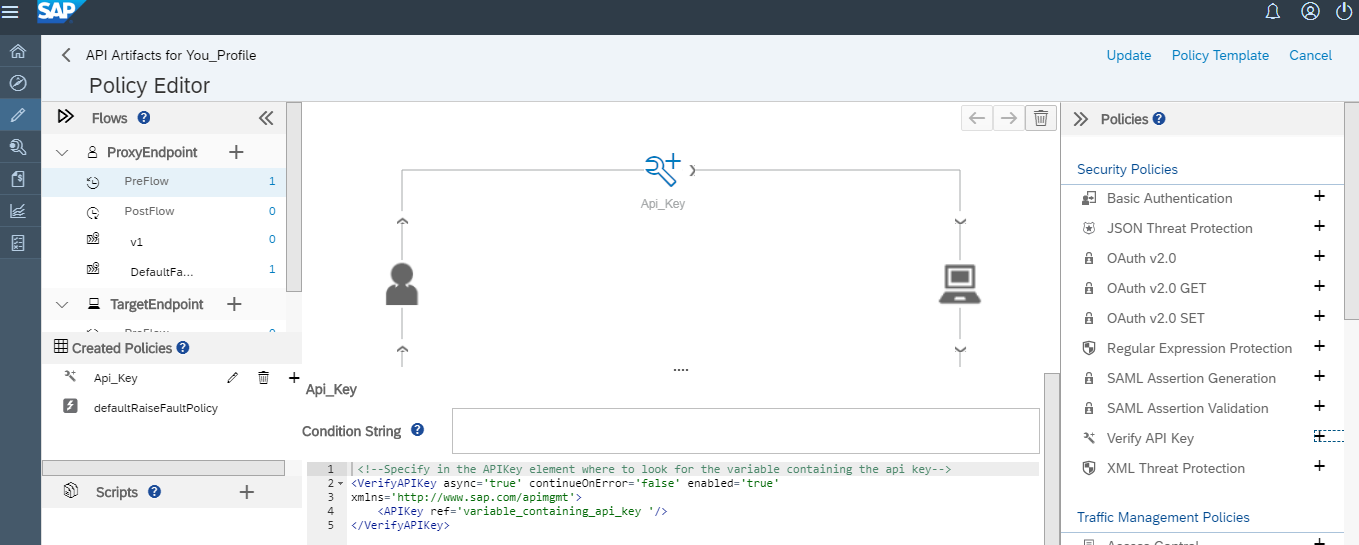 SAP
API Artifacts for You_Profile
Update Policy Template Cancel
Policy Editor
Flows ?
ProxyEndpoint +
PreFlow 1
PostFlow 0
v1 0
DefaultFa... 1
TargetEndpoint +
PreFlow 0
Created Policies ?
Api_Key
defaultRaiseFaultPolicy
Scripts ? +
Api_Key
....
Api_Key
Condition String ?
1 <!--Specify in the APIKey element where to look for the variable containing the api key-->
2 <VerifyAPIKey async='true' continueOnError='false' enabled='true'
3 xmlns='http://www.sap.com/apimgmt'>
4 <APIKey ref='variable_containing_api_key '/>
5 </VerifyAPIKey>
Policies ?
Security Policies
Basic Authentication +
JSON Threat Protection +
OAuth v2.0 +
OAuth v2.0 GET +
OAuth v2.0 SET +
Regular Expression Protection +
SAML Assertion Generation +
SAML Assertion Validation +
Verify API Key +
XML Threat Protection +
Traffic Management Policies
Access Control +